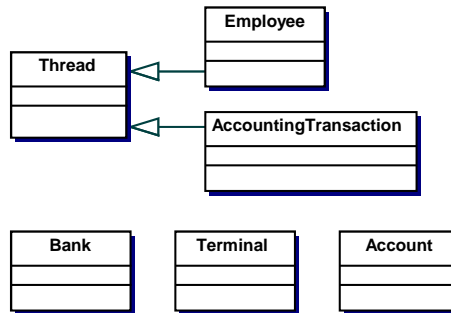 Employee
Thread
AccountingTransaction
Bank
Terminal
Account